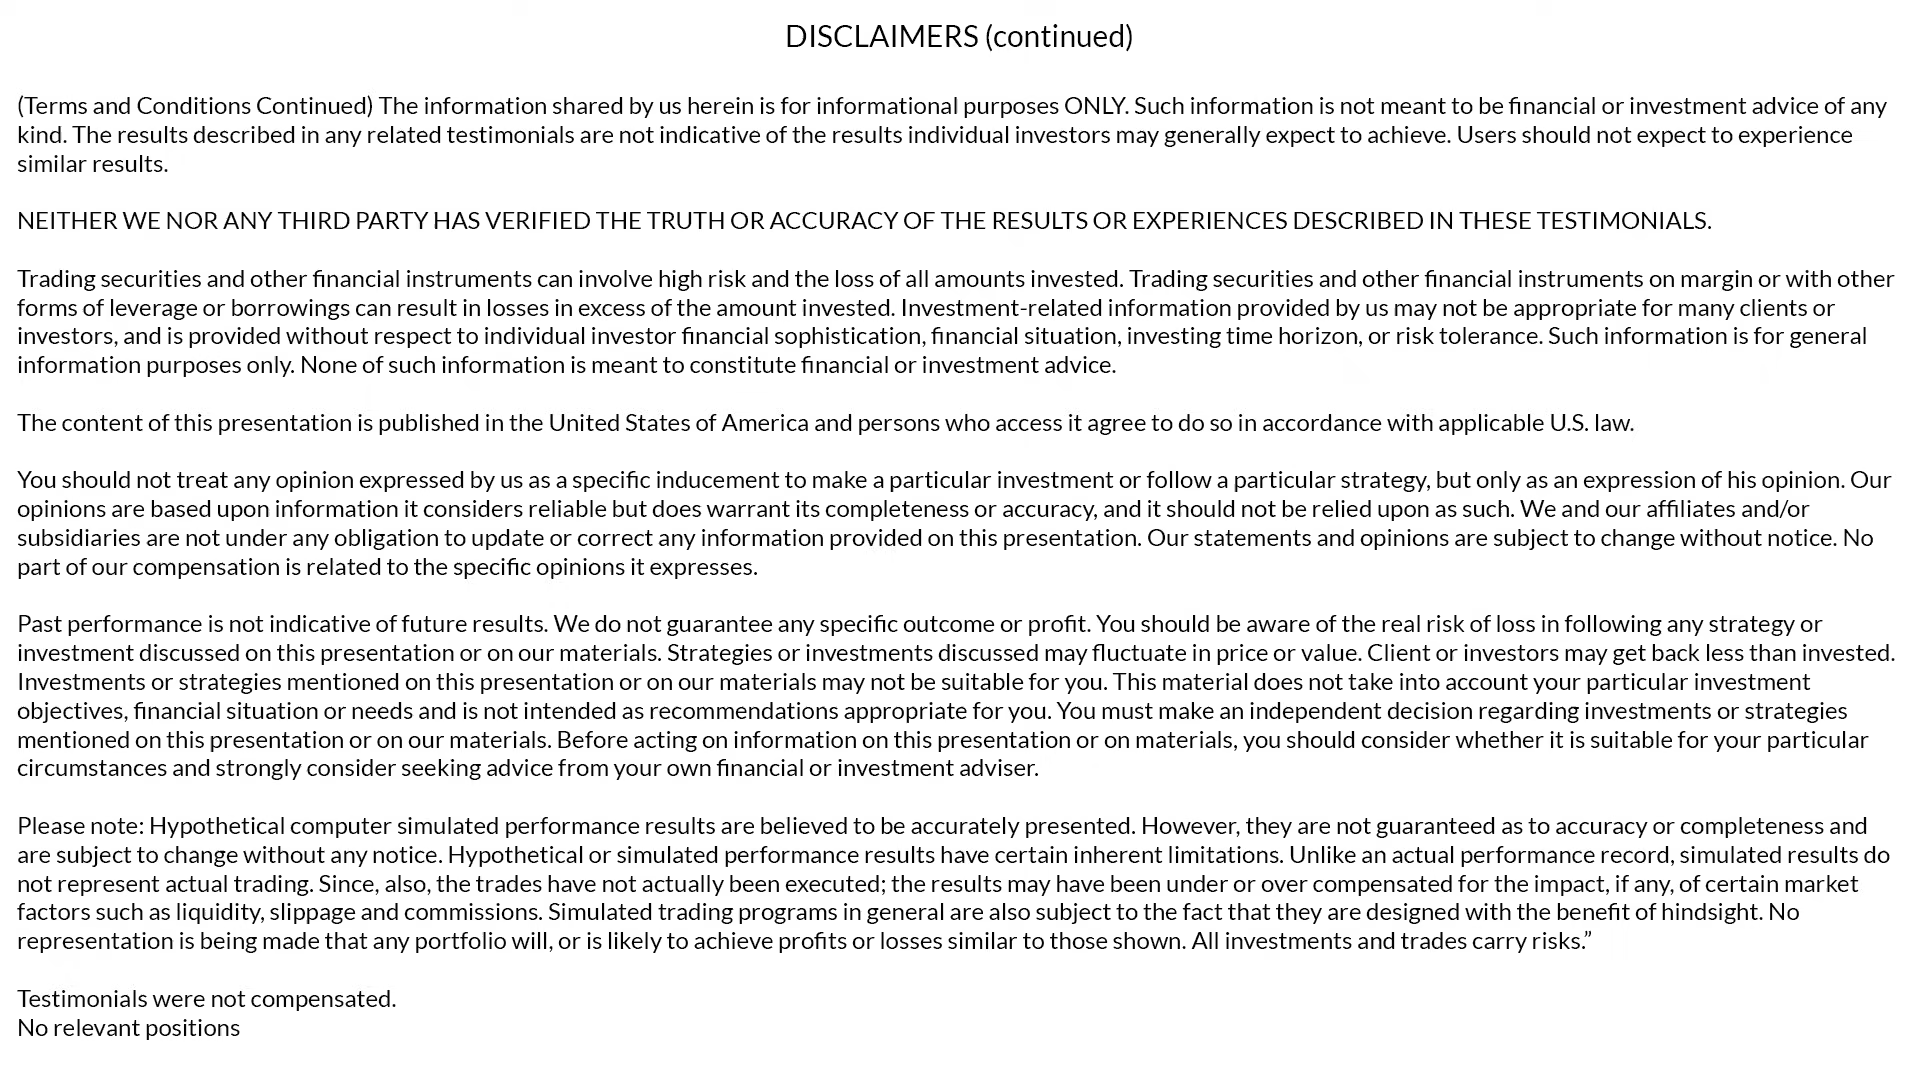 DISCLAIMERS (continued)
(Terms and Conditions Continued) The information shared by us herein is for informational purposes ONLY. Such information is not meant to be financial or investment advice of any
kind. The results described in any related testimonials are not indicative of the results individual investors may generally expect to achieve. Users should not expect to experience
similar results.
NEITHER WE NOR ANY THIRD PARTY HAS VERIFIED THE TRUTH OR ACCURACY OF THE RESULTS OR EXPERIENCES DESCRIBED IN THESE TESTIMONIALS.
Trading securities and other financial instruments can involve high risk and the loss of all amounts invested. Trading securities and other financial instruments on margin or with other
forms of leverage or borrowings can result in losses in excess of the amount invested. Investment-related information provided by us may not be appropriate for many clients or
investors, and is provided without respect to individual investor financial sophistication, financial situation, investing time horizon, or risk tolerance. Such information is for general
information purposes only. None of such information is meant to constitute financial or investment advice.
The content of this presentation is published in the United States of America and persons who access it agree to do so in accordance with applicable U.S. law.
You should not treat any opinion expressed by us as a specific inducement to make a particular investment or follow a particular strategy, but only as an expression of his opinion. Our
opinions are based upon information it considers reliable but does warrant its completeness or accuracy, and it should not be relied upon as such. We and our affiliates and/or
subsidiaries are not under any obligation to update or correct any information provided on this presentation. Our statements and opinions are subject to change without notice. No
part of our compensation is related to the specific opinions it expresses.
Past performance is not indicative of future results. We do not guarantee any specific outcome or profit. You should be aware of the real risk of loss in following any strategy or
investment discussed on this presentation or on our materials. Strategies or investments discussed may fluctuate in price or value. Client or investors may get back less than invested.
Investments or strategies mentioned on this presentation or on our materials may not be suitable for you. This material does not take into account your particular investment
objectives, financial situation or needs and is not intended as recommendations appropriate for you. You must make an independent decision regarding investments or strategies
mentioned on this presentation or on our materials. Before acting on information on this presentation or on materials, you should consider whether it is suitable for your particular
circumstances and strongly consider seeking advice from your own financial or investment adviser.
Please note: Hypothetical computer simulated performance results are believed to be accurately presented. However, they are not guaranteed as to accuracy or completeness and
are subject to change without any notice. Hypothetical or simulated performance results have certain inherent limitations. Unlike an actual performance record, simulated results do
not represent actual trading. Since, also, the trades have not actually been executed; the results may have been under or over compensated for the impact, if any, of certain market
factors such as liquidity, slippage and commissions. Simulated trading programs in general are also subject to the fact that they are designed with the benefit of hindsight. No
representation is being made that any portfolio will, or is likely to achieve profits or losses similar to those shown. All investments and trades carry risks.”
Testimonials were not compensated.
No relevant positions